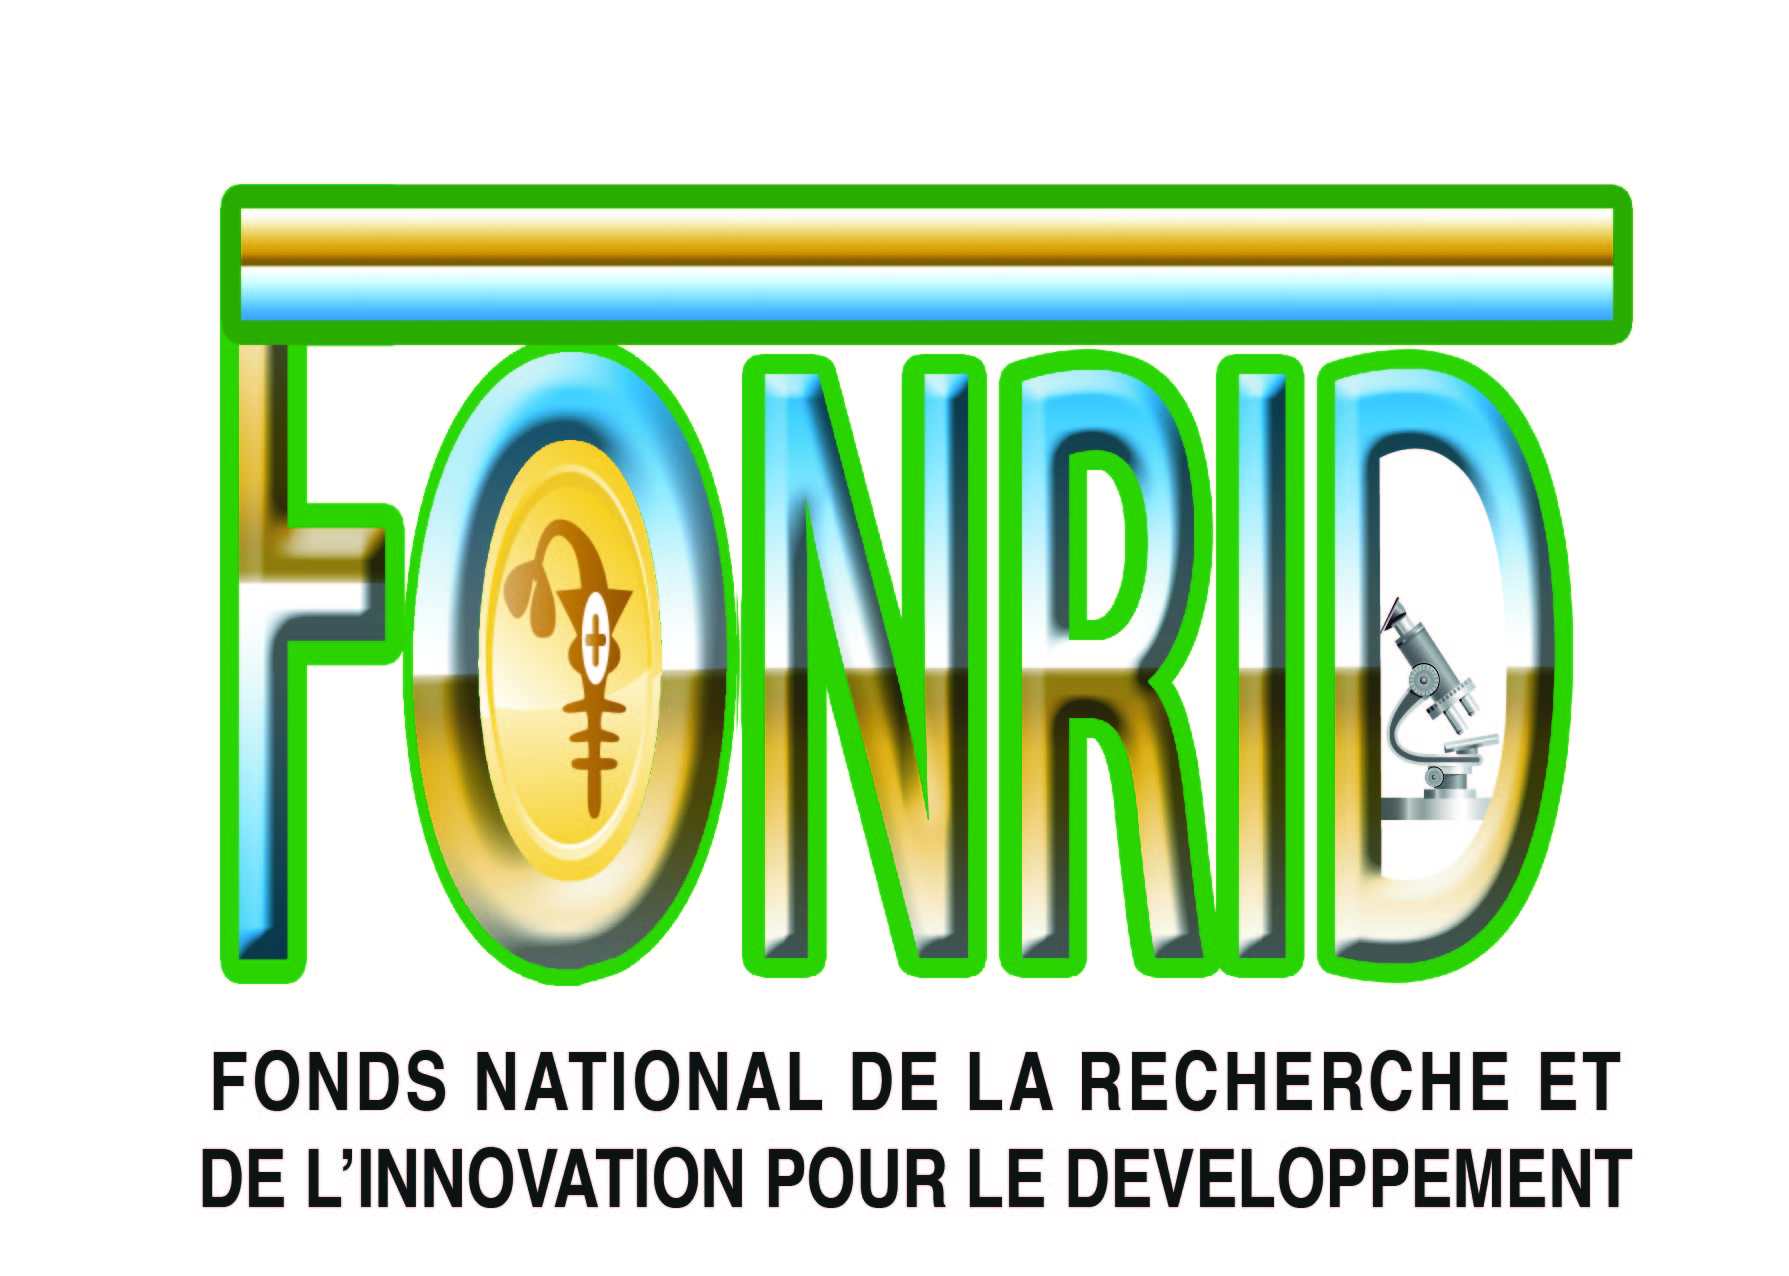 FONRID
FONDS NATIONAL DE LA RECHERCHE ET
DE L’INNOVATION POUR LE DEVELOPPEMENT